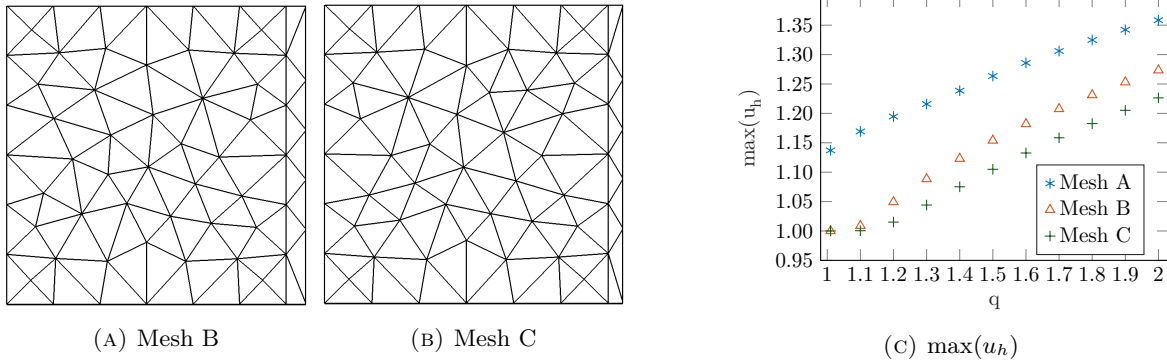 1.35
1.30
1.25
1.20
1.15
1.10
1.05
1.00
0.95
max(u_h)
Mesh A
Mesh B
Mesh C
1 1.1 1.2 1.3 1.4 1.5 1.6 1.7 1.8 1.9 2
q
(A) Mesh B
(B) Mesh C
(C) max(u_h)